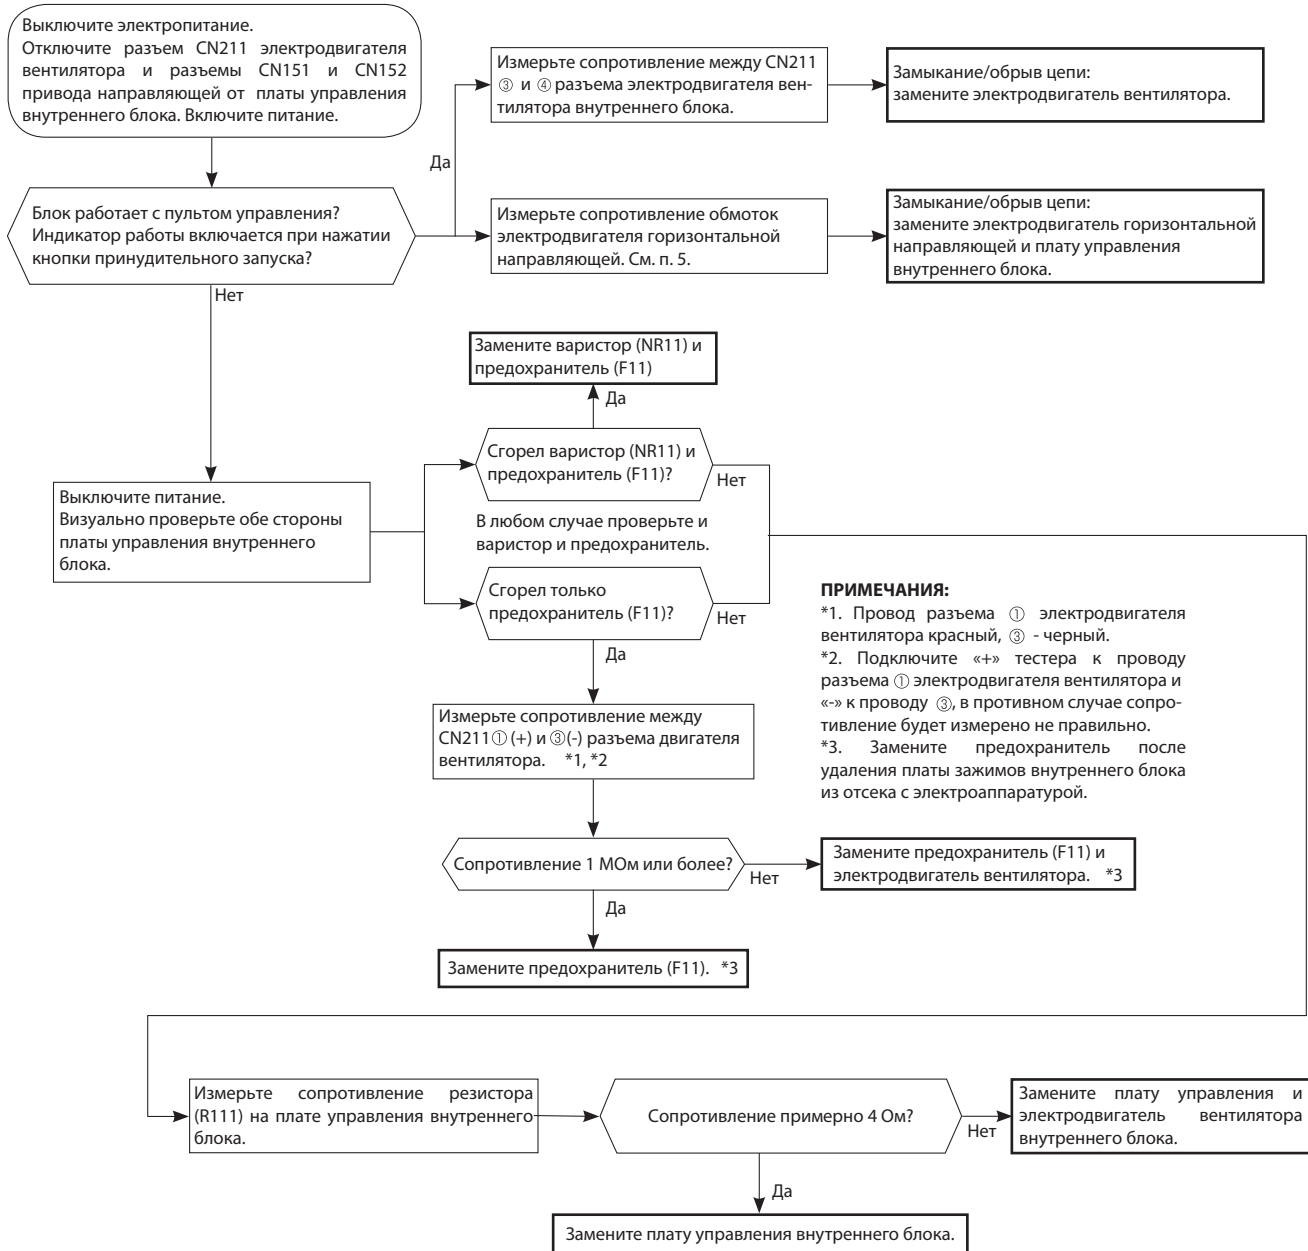 Выключите электропитание.
Отключите разъем CN211 электродвигателя
вентилятора и разъемы CN151 и CN152
привода направляющей от платы управления
внутреннего блока. Включите питание.
Измерьте сопротивление между CN211
③ и ④ разъема электродвигателя вен-
тилятора внутреннего блока.
Замыкание/обрыв цепи:
замените электродвигатель вентилятора.
Да
Блок работает с пультом управления?
Индикатор работы включается при нажатии
кнопки принудительного запуска?
Измерьте сопротивление обмоток
электродвигателя горизонтальной
направляющей. См. п. 5.
Замыкание/обрыв цепи:
замените электродвигатель горизонтальной
направляющей и плату управления
внутреннего блока.
Нет
Замените варистор (NR11) и
предохранитель (F11)
Да
Сгорел варистор (NR11) и
предохранитель (F11)?
Нет
Выключите питание.
Визуально проверьте обе стороны
платы управления внутреннего
блока.
В любом случае проверьте и
варистор и предохранитель.
Сгорел только
предохранитель (F11)?
Нет
Да
ПРИМЕЧАНИЯ:
*1. Провод разъема ① электродвигателя
вентилятора красный, ③ - черный.
*2. Подключите «+» тестера к проводу
разъема ① электродвигателя вентилятора и
«-» к проводу ③, в противном случае сопро-
тивление будет измерено не правильно.
*3. Замените предохранитель после
удаления платы зажимов внутреннего блока
из отсека с электроаппаратурой.
Измерьте сопротивление между
CN211① (+) и ③(-) разъема двигателя
вентилятора. *1, *2
Сопротивление 1 МОм или более?
Нет
Замените предохранитель (F11) и
электродвигатель вентилятора. *3
Да
Замените предохранитель (F11). *3
Измерьте сопротивление резистора
(R111) на плате управления внутреннего
блока.
Сопротивление примерно 4 Ом?
Нет
Замените плату управления и
электродвигатель вентилятора
внутреннего блока.
Да
Замените плату управления внутреннего блока.